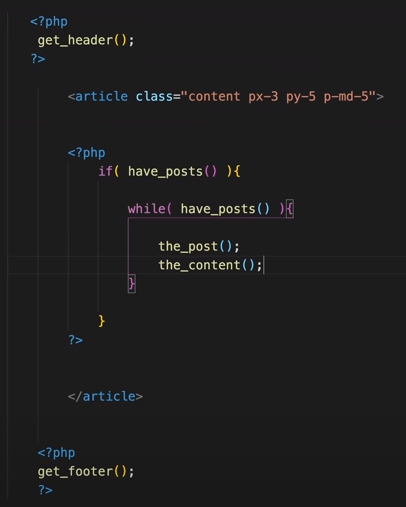 <?php
get_header();
?>
<article class="content px-3 py-5 p-md-5">
<?php
if( have_posts() ){
while( have_posts() ){
the_post();
the_content();
}
}
?>
</article>
<?php
get_footer();
?>